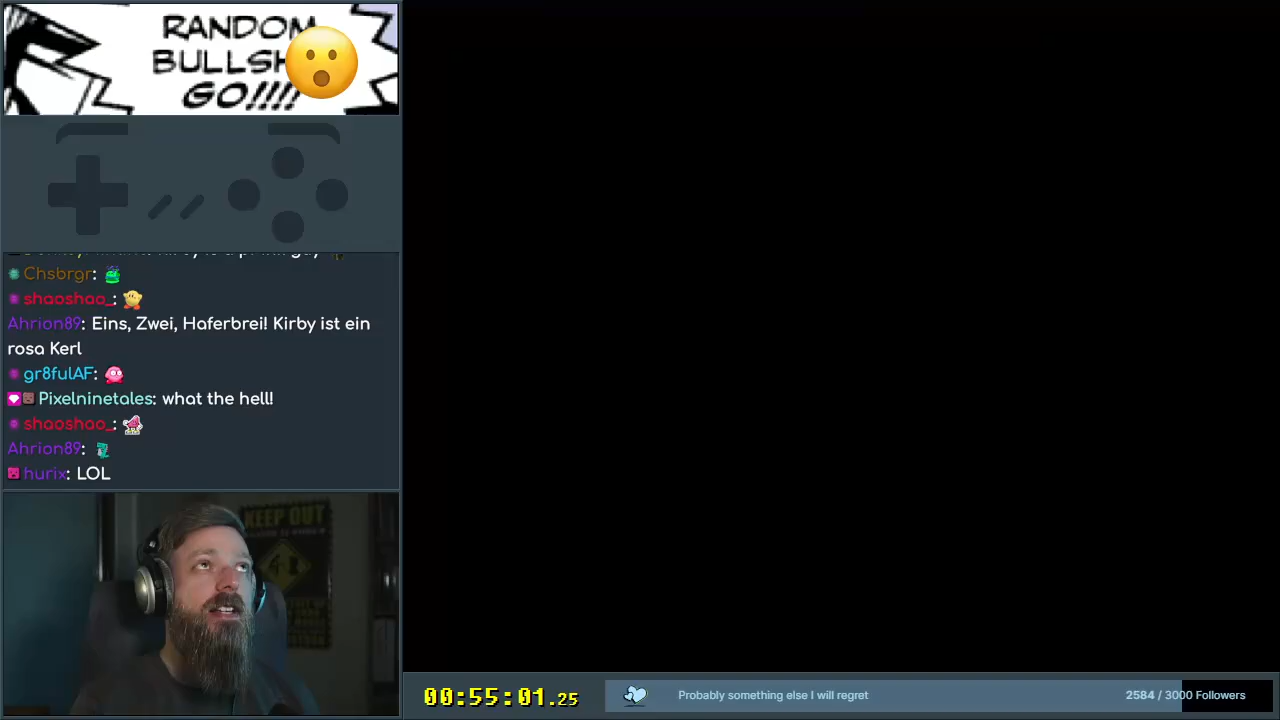 RANDOM
GO!!!!
Chsbrgr:
shaoshao_:
Ahrion89: Eins, Zwei, Haferbrei! Kirby ist ein
rosa Kerl
gr8fulAF:
Pixelninetales: what the hell!
shaoshao_:
Ahrion89:
hurix: LOL
KEEP OUT
00:55:01.25
Probably something else I will regret
2584 / 3000 Followers